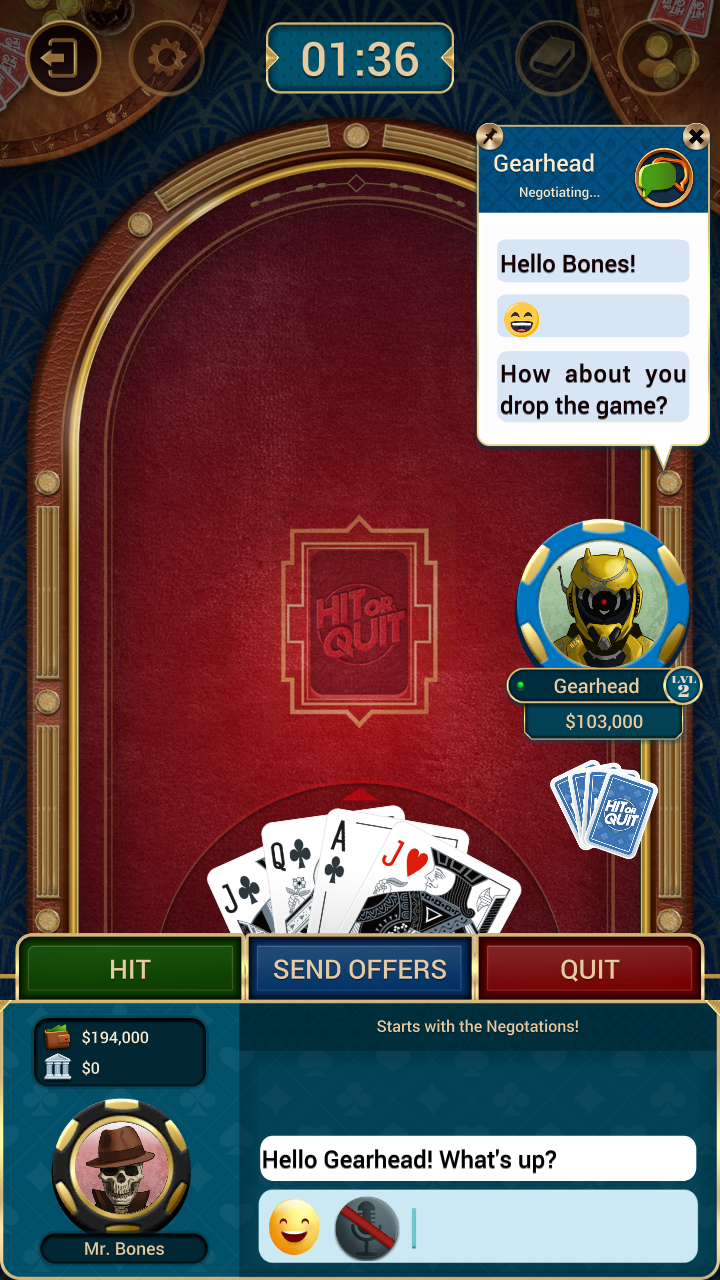 01:36
Gearhead
Negotiating...
Hello Bones!
How about you
drop the game?
HIT OR
QUIT
Gearhead
LVL
2
$103,000
HIT OR
QUIT
J
Q
A
J
HIT
SEND OFFERS
QUIT
$194,000
$0
Starts with the Negotations!
Hello Gearhead! What's up?
Mr. Bones